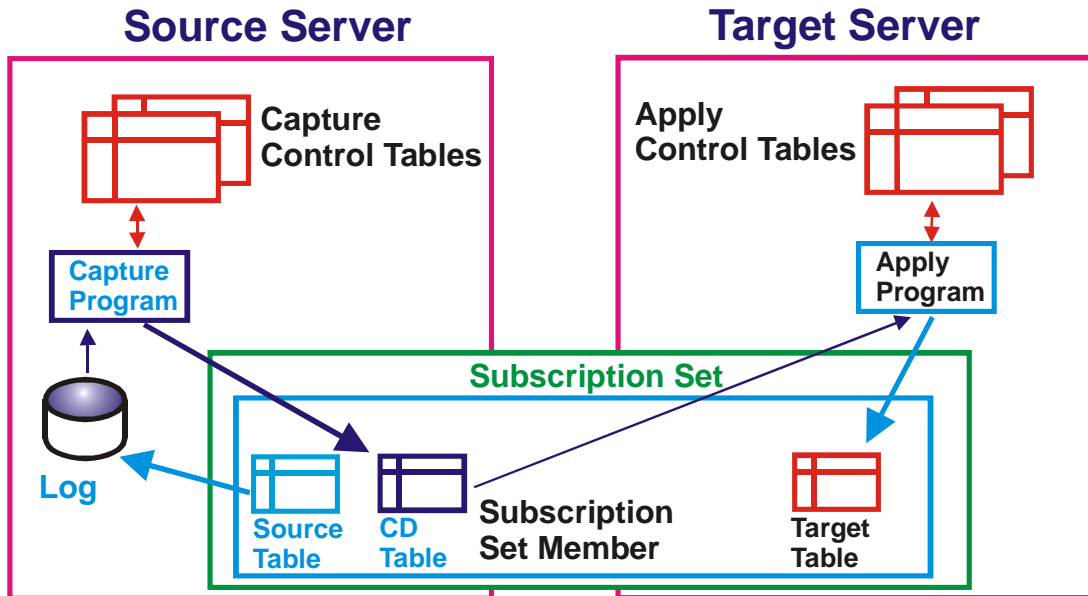 Source Server
Target Server
Capture
Control Tables
Apply
Control Tables
Capture
Program
Apply
Program
Subscription Set
Log
Source
Table
CD
Table
Subscription
Set Member
Target
Table